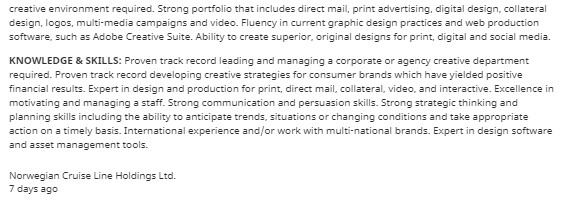 creative environment required. Strong portfolio that includes direct mail, print advertising, digital design, collateral
design, logos, multi-media campaigns and video. Fluency in current graphic design practices and web production
software, such as Adobe Creative Suite. Ability to create superior, original designs for print, digital and social media.
KNOWLEDGE & SKILLS: Proven track record leading and managing a corporate or agency creative department
required. Proven track record developing creative strategies for consumer brands which have yielded positive
financial results. Expert in design and production for print, direct mail, collateral, video, and interactive. Excellence in
motivating and managing a staff. Strong communication and persuasion skills. Strong strategic thinking and
planning skills including the ability to anticipate trends, situations or changing conditions and take appropriate
action on a timely basis. International experience and/or work with multi-national brands. Expert in design software
and asset management tools.
Norwegian Cruise Line Holdings Ltd.
7 days ago